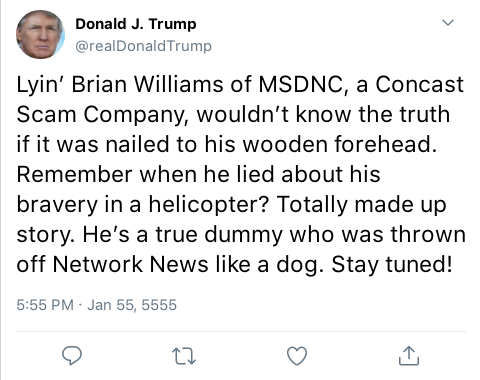 Donald J. Trump
@realDonaldTrump
Lyin’ Brian Williams of MSDNC, a Concast
Scam Company, wouldn’t know the truth
if it was nailed to his wooden forehead.
Remember when he lied about his
bravery in a helicopter? Totally made up
story. He’s a true dummy who was thrown
off Network News like a dog. Stay tuned!
5:55 PM · Jan 55, 5555